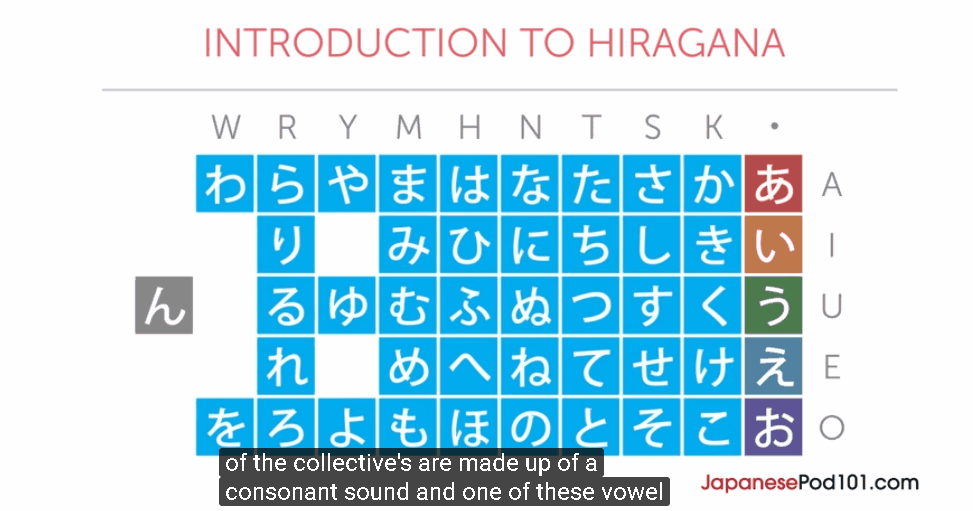 INTRODUCTION TO HIRAGANA
W R Y M H N T S K •
わ ら や ま は な た さ か あ A
り み ひ に ち し き い I
ん る ゆ む ふ ぬ つ す く う U
れ め へ ね て せ け え E
を ろ よ も ほ の と そ こ お O
of the collective's are made up of a
consonant sound and one of these vowel
JapanesePod101.com